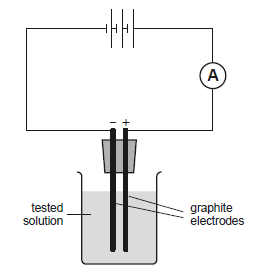 A
− +
tested
solution
graphite
electrodes